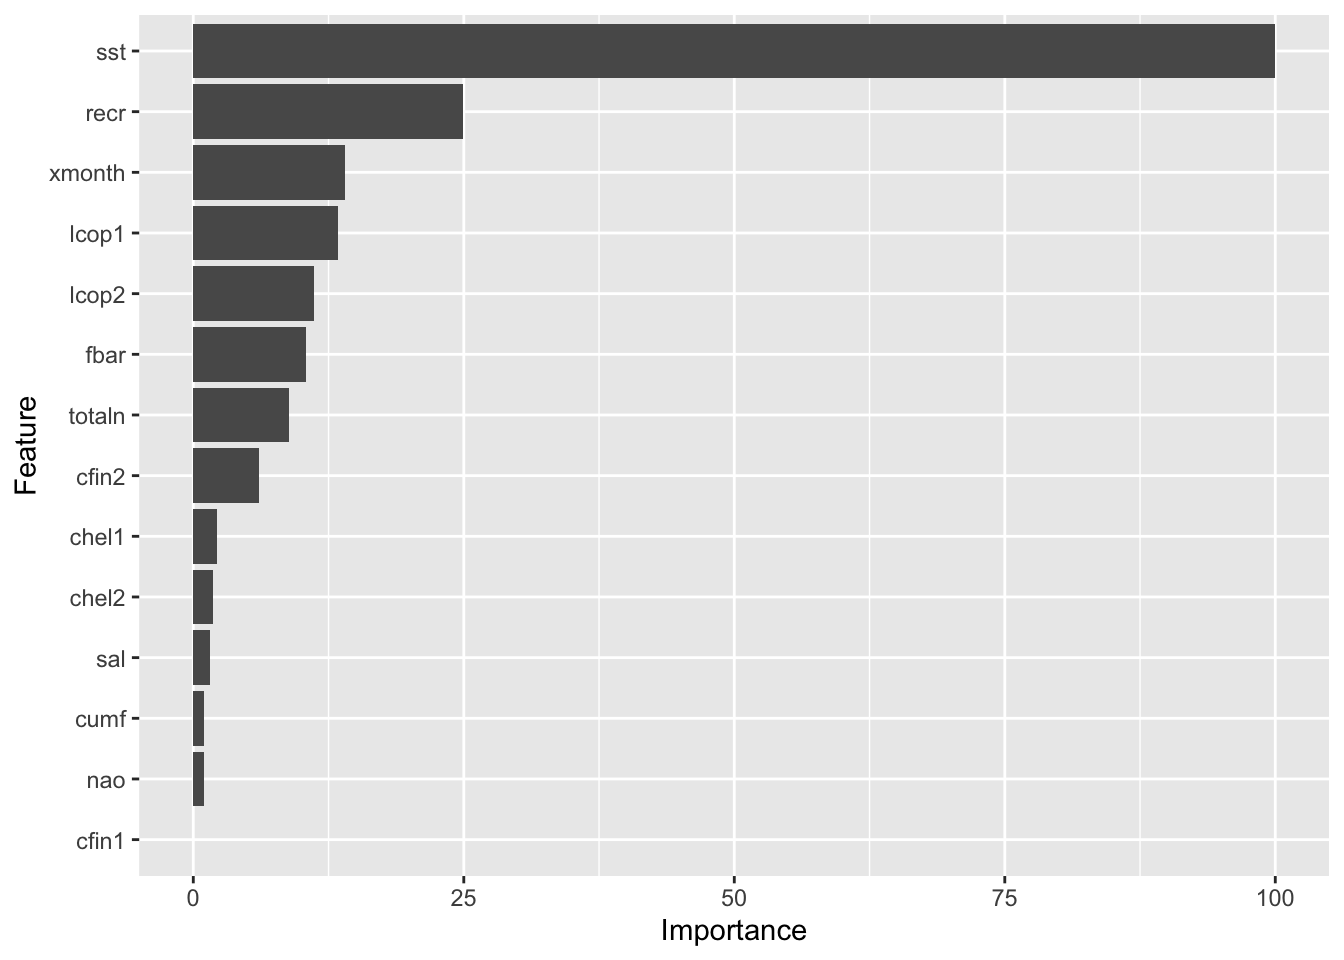 sst
recr
xmonth
lcop1
lcop2
fbar
totaln
cfin2
chel1
chel2
sal
cumf
nao
cfin1
Feature
0 25 50 75 100
Importance